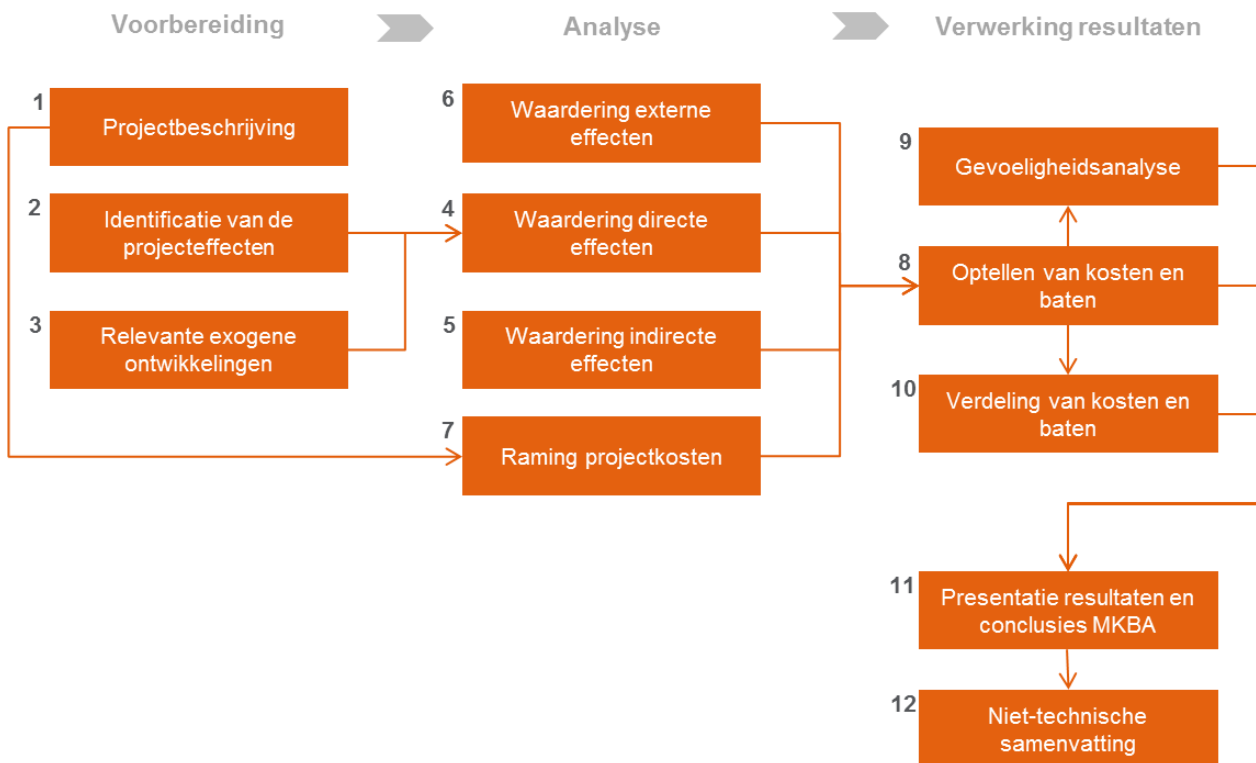 Voorbereiding
Analyse
Verwerking resultaten
1
Projectbeschrijving
2
Identificatie van de
projecteffecten
3
Relevante exogene
ontwikkelingen
6
Waardering externe
effecten
4
Waardering directe
effecten
5
Waardering indirecte
effecten
7
Raming projectkosten
9
Gevoeligheidsanalyse
8
Optellen van kosten en
baten
10
Verdeling van kosten en
baten
11
Presentatie resultaten en
conclusies MKBA
12
Niet-technische
samenvatting